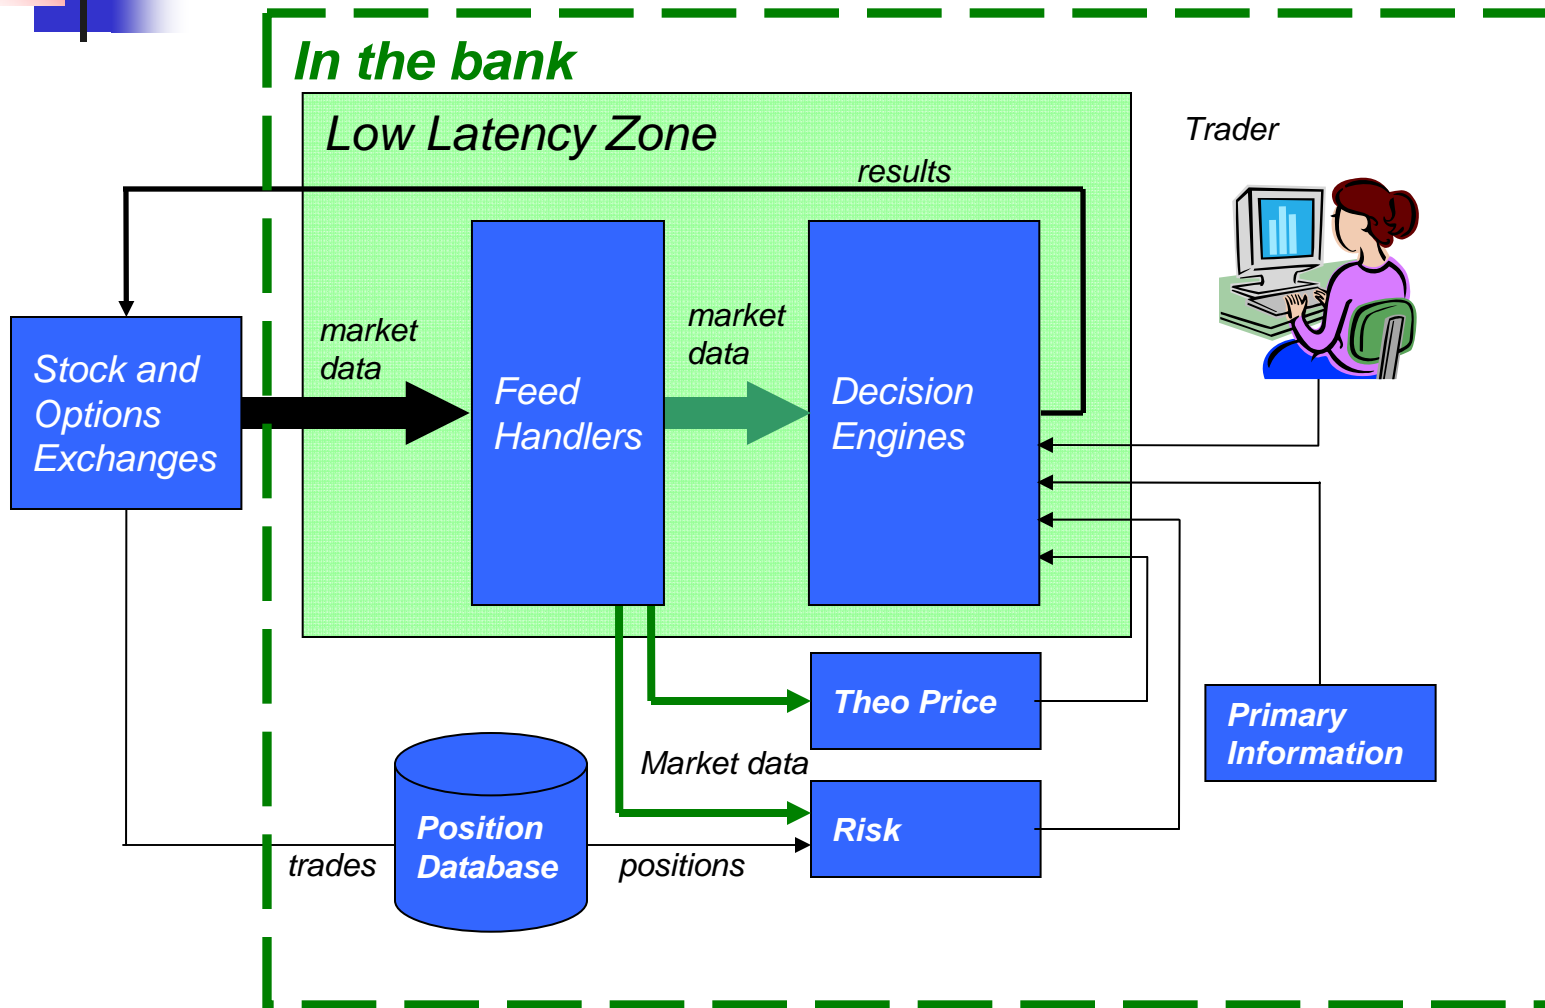 In the bank
Low Latency Zone
Trader
results
market
data
market
data
Stock and
Options
Exchanges
Feed
Handlers
Decision
Engines
Theo Price
Primary
Information
Market data
Risk
Position
Database
trades
positions